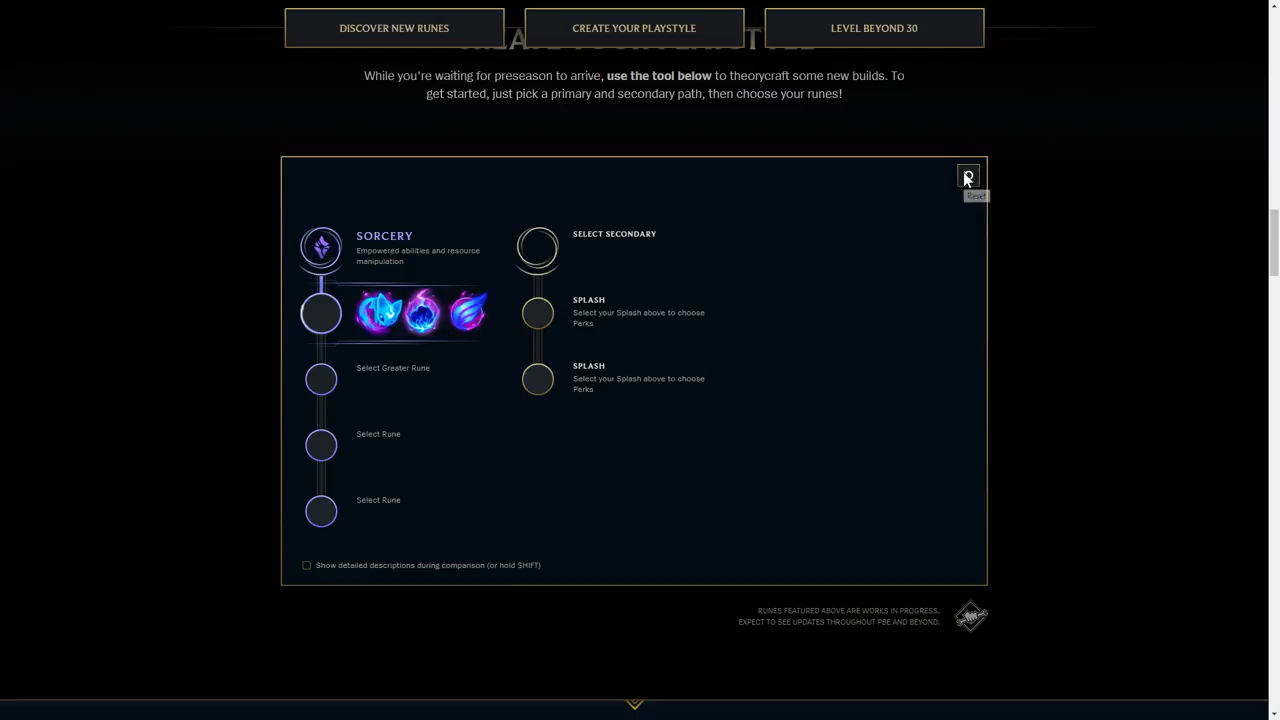 DISCOVER NEW RUNES
CREATE YOUR PLAYSTYLE
LEVEL BEYOND 30
CREATE YOUR PLAYSTYLE
While you're waiting for preseason to arrive, use the tool below to theorycraft some new builds. To
get started, just pick a primary and secondary path, then choose your runes!
Reset
SORCERY
Empowered abilities and resource
manipulation
Select Greater Rune
Select Rune
Select Rune
SELECT SECONDARY
SPLASH
Select your Splash above to choose
Perks
SPLASH
Select your Splash above to choose
Perks
Show detailed descriptions during comparison (or hold SHIFT)
RUNES FEATURED ABOVE ARE WORKS IN PROGRESS.
EXPECT TO SEE UPDATES THROUGHOUT PBE AND BEYOND.